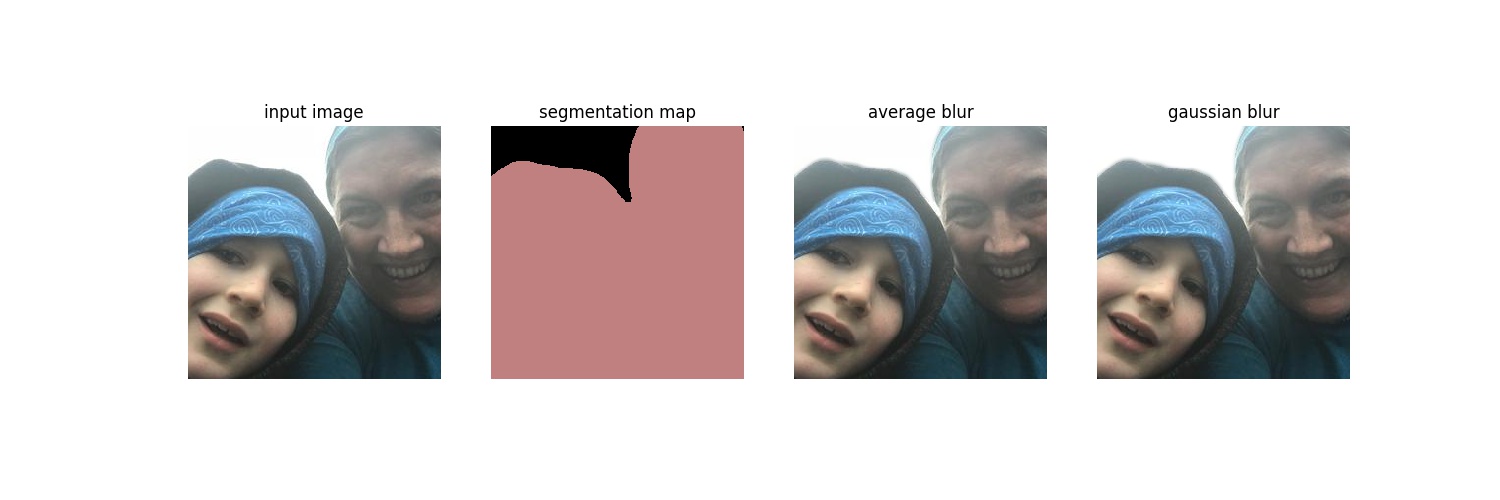 input image
segmentation map
average blur
gaussian blur